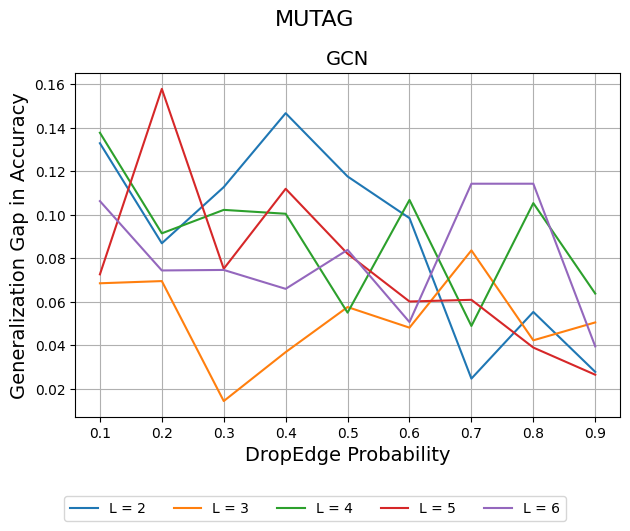 MUTAG
GCN
Generalization Gap in Accuracy
0.16
0.14
0.12
0.10
0.08
0.06
0.04
0.02
0.1 0.2 0.3 0.4 0.5 0.6 0.7 0.8 0.9
DropEdge Probability
L = 2 L = 3 L = 4 L = 5 L = 6